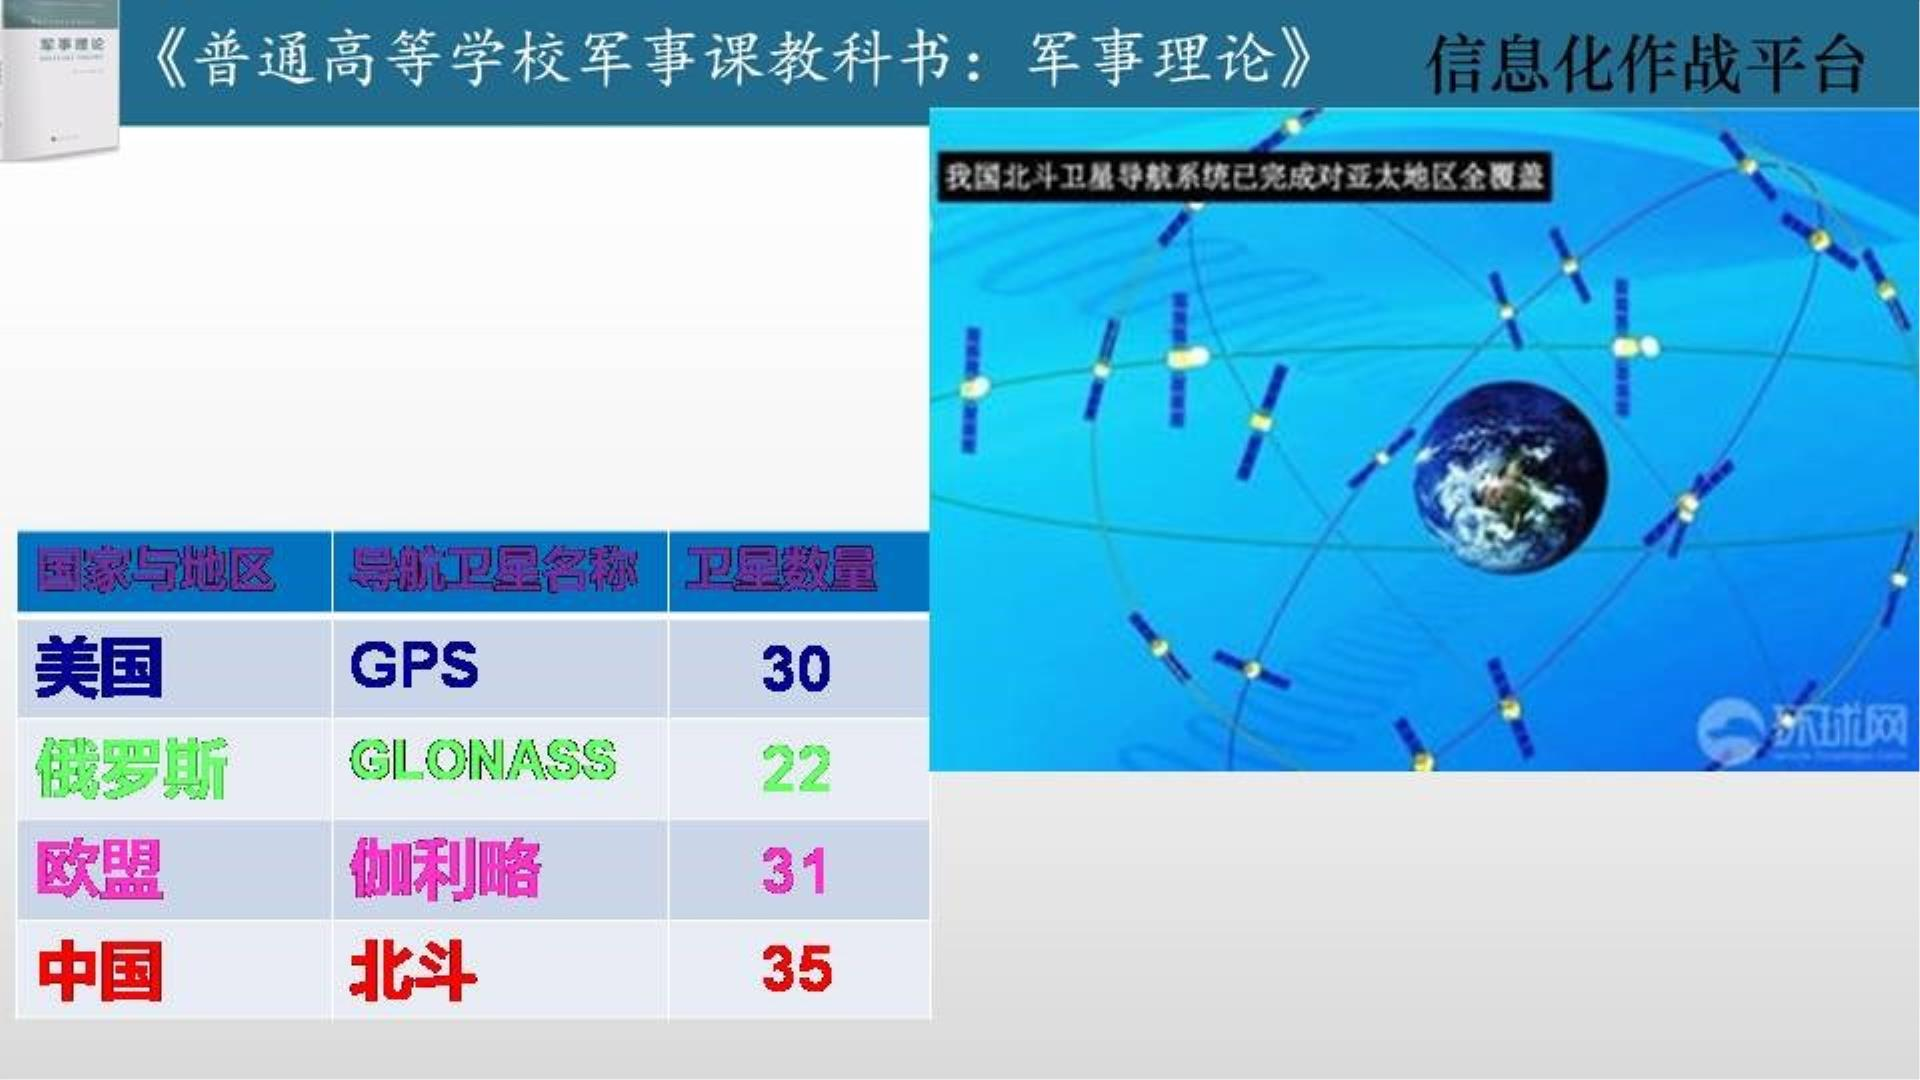 军事理论
《普通高等学校军事课教科书：军事理论》
信息化作战平台
我国北斗卫星导航系统已完成对亚太地区全覆盖
国家与地区 导航卫星名称 卫星数量
美国 GPS 30
俄罗斯 GLONASS 22
欧盟 伽利略 31
中国 北斗 35
环球网